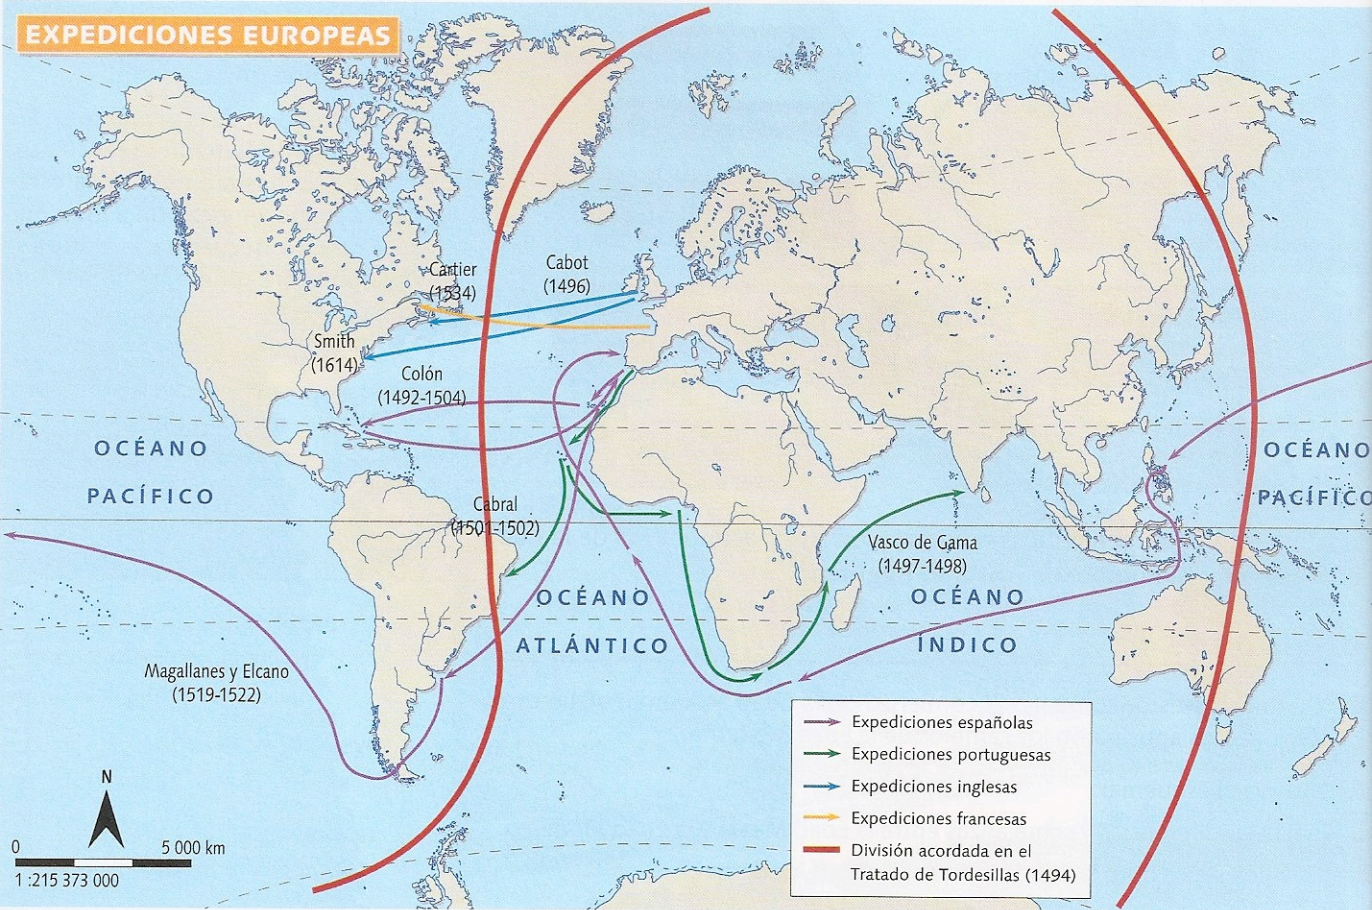 EXPEDICIONES EUROPEAS
Cartier
(1534)
Cabot
(1496)
Smith
(1614)
Colón
(1492-1504)
OCÉANO
PACÍFICO
OCÉANO
PACÍFICO
Cabral
(1501-1502)
Vasco de Gama
(1497-1498)
OCÉANO
ATLÁNTICO
OCÉANO
ÍNDICO
Magallanes y Elcano
(1519-1522)
N
0 5 000 km
1 :215 373 000
Expediciones españolas
Expediciones portuguesas
Expediciones inglesas
Expediciones francesas
División acordada en el
Tratado de Tordesillas (1494)